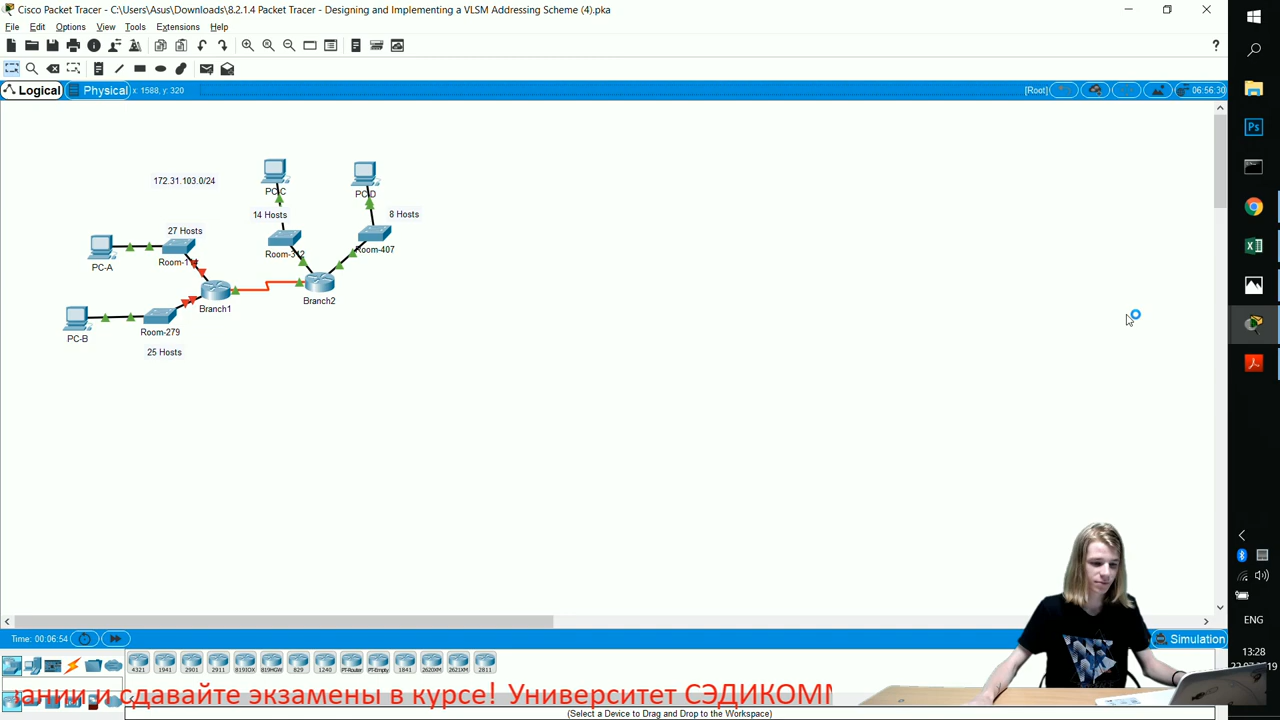 Cisco Packet Tracer - C:\Users\Asus\Downloads\8.2.1.4 Packet Tracer - Designing and Implementing a VLSM Addressing Scheme (4).pka
File Edit Options View Tools Extensions Help
Logical Physical x: 1588, y: 320 [Root] 06:56:30
172.31.103.0/24
PC-C
PC-D
14 Hosts
8 Hosts
27 Hosts
Room-407
Room-312
PC-A
Room-114
Branch2
Branch1
Room-279
PC-B
25 Hosts
ENG
13:28
Time: 00:06:54 Simulation
4321 1941 2901 2911 819IOX 819HGW 829 1240 PT-Router PT-Empty 1841 2620XM 2621XM 2811
и сдавайте экзамены в курсе! Университет
(Select a Device to Drag and Drop to the Workspace)